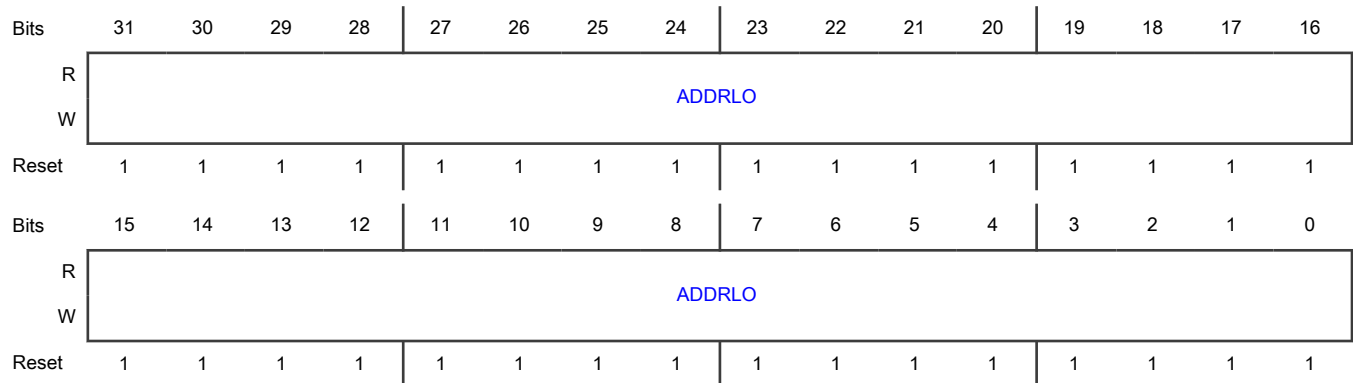 Bits 31 30 29 28 27 26 25 24 23 22 21 20 19 18 17 16
R
ADDRLO
W
Reset 1 1 1 1 1 1 1 1 1 1 1 1 1 1 1 1
Bits 15 14 13 12 11 10 9 8 7 6 5 4 3 2 1 0
R
ADDRLO
W
Reset 1 1 1 1 1 1 1 1 1 1 1 1 1 1 1 1